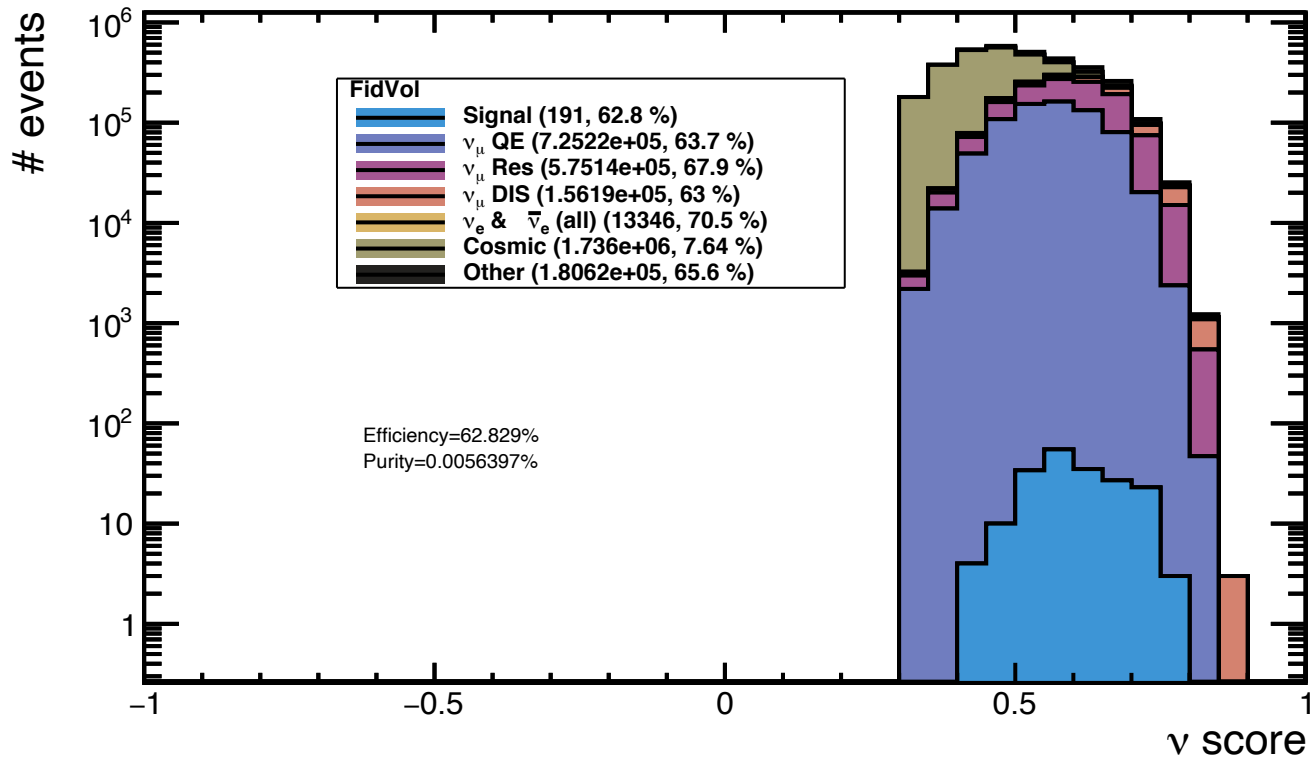 # events
10⁶
10⁵
10⁴
10³
10²
10
1
FidVol
Signal (191, 62.8 %)
ν_μ QE (7.2522e+05, 63.7 %)
ν_μ Res (5.7514e+05, 67.9 %)
ν_μ DIS (1.5619e+05, 63 %)
ν_e & ν̄_e (all) (13346, 70.5 %)
Cosmic (1.736e+06, 7.64 %)
Other (1.8062e+05, 65.6 %)
Efficiency=62.829%
Purity=0.0056397%
−1 −0.5 0 0.5 1
ν score